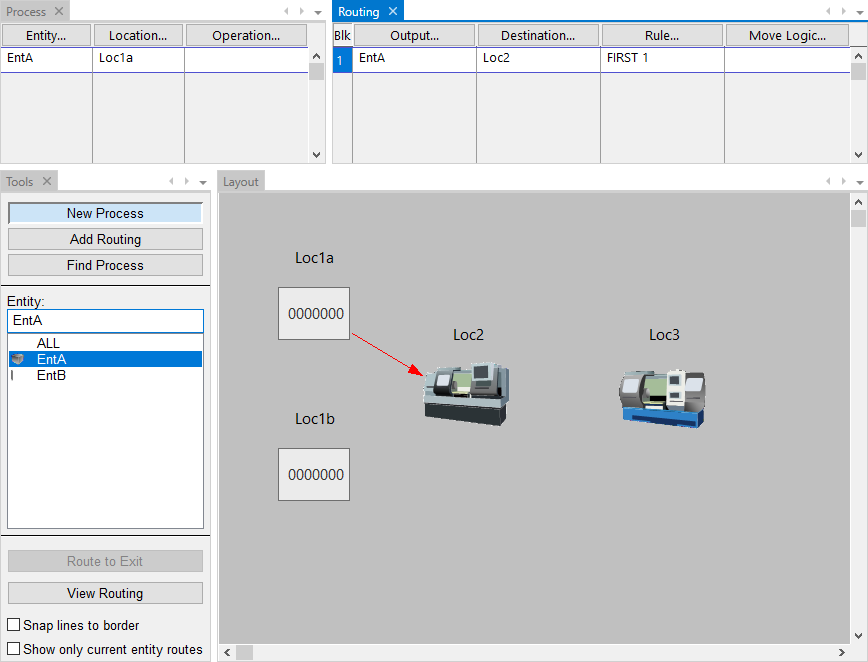 Process
Routing
Entity... Location... Operation...
Blk Output... Destination... Rule... Move Logic...
EntA Loc1a
1 EntA Loc2 FIRST 1
Tools
Layout
New Process
Add Routing
Find Process
Entity:
EntA
ALL
EntA
EntB
Route to Exit
View Routing
Snap lines to border
Show only current entity routes
Loc1a
0000000
Loc2
Loc3
Loc1b
0000000